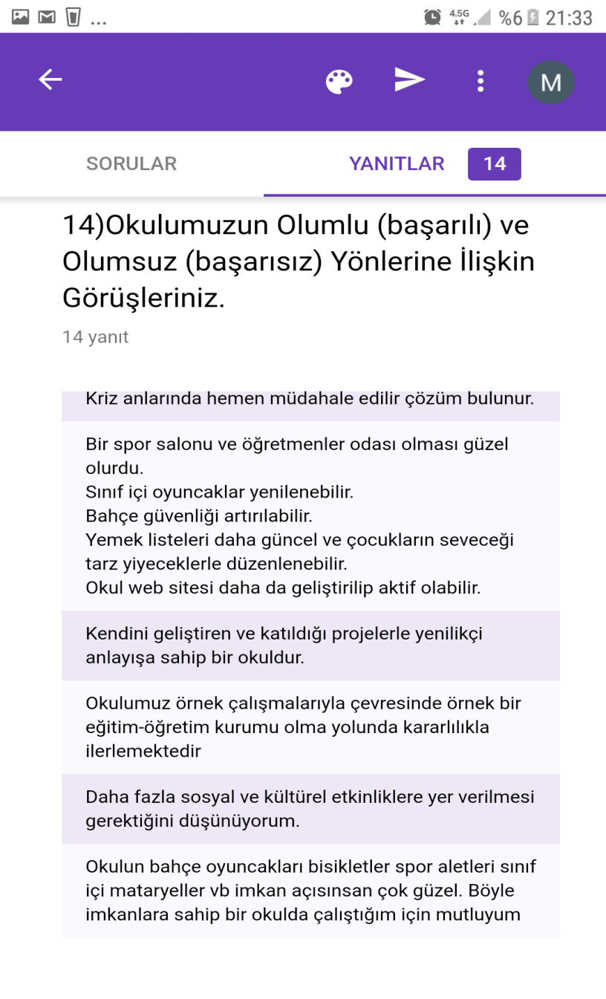 ... 4.5G %6 21:33
M
SORULAR YANITLAR 14
14)Okulumuzun Olumlu (başarılı) ve
Olumsuz (başarısız) Yönlerine İlişkin
Görüşleriniz.
14 yanıt
Kriz anlarında hemen müdahale edilir çözüm bulunur.
Bir spor salonu ve öğretmenler odası olması güzel
olurdu.
Sınıf içi oyuncaklar yenilenebilir.
Bahçe güvenliği artırılabilir.
Yemek listeleri daha güncel ve çocukların seveceği
tarz yiyeceklerle düzenlenebilir.
Okul web sitesi daha da geliştirilip aktif olabilir.
Kendini geliştiren ve katıldığı projelerle yenilikçi
anlayışa sahip bir okuldur.
Okulumuz örnek çalışmalarıyla çevresinde örnek bir
eğitim-öğretim kurumu olma yolunda kararlılıkla
ilerlemektedir
Daha fazla sosyal ve kültürel etkinliklere yer verilmesi
gerektiğini düşünüyorum.
Okulun bahçe oyuncakları bisikletler spor aletleri sınıf
içi mataryeller vb imkan açısınsan çok güzel. Böyle
imkanlara sahip bir okulda çalıştığım için mutluyum